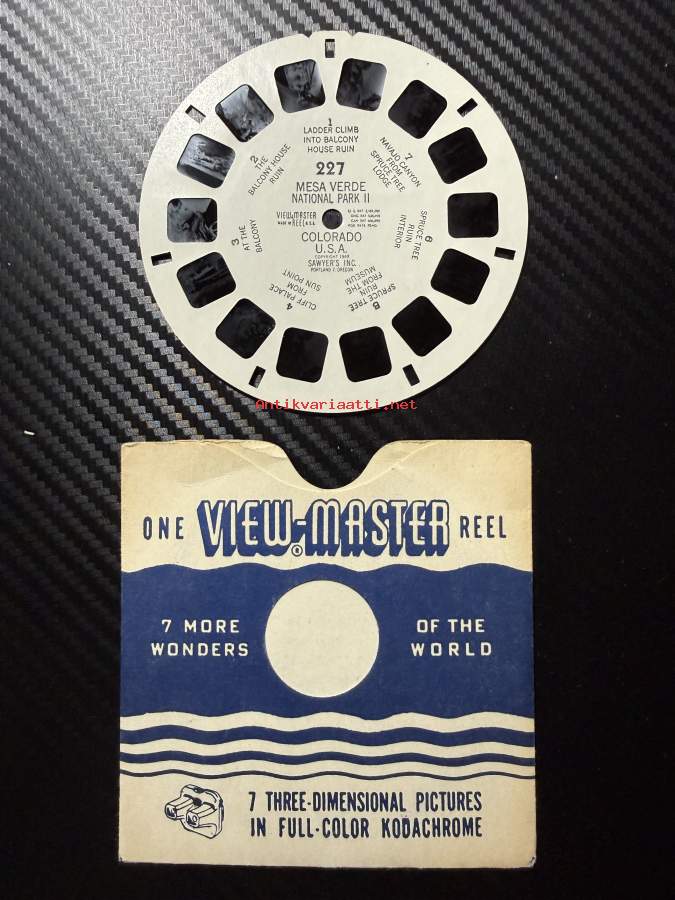 1
LADDER CLIMB
INTO BALCONY
HOUSE RUIN
227
MESA VERDE
NATIONAL PARK II
VIEW-MASTER
MADE IN REEL U.S.A.
COLORADO
U.S.A.
SAWYER'S INC.
PORTLAND 7, OREGON
2
THE
BALCONY HOUSE
RUIN
3
AT THE
BALCONY
4
CLIFF PALACE
FROM
SUN POINT
SPRUCE TREE
RUIN
FROM THE
MUSEUM
6
SPRUCE TREE
RUIN
INTERIOR
7
NAVAJO CANYON
FROM
SPRUCE TREE
LODGE
Antikvariaatti.net
ONE VIEW-MASTER® REEL
7 MORE OF THE
WONDERS WORLD
7 THREE-DIMENSIONAL PICTURES
IN FULL-COLOR KODACHROME